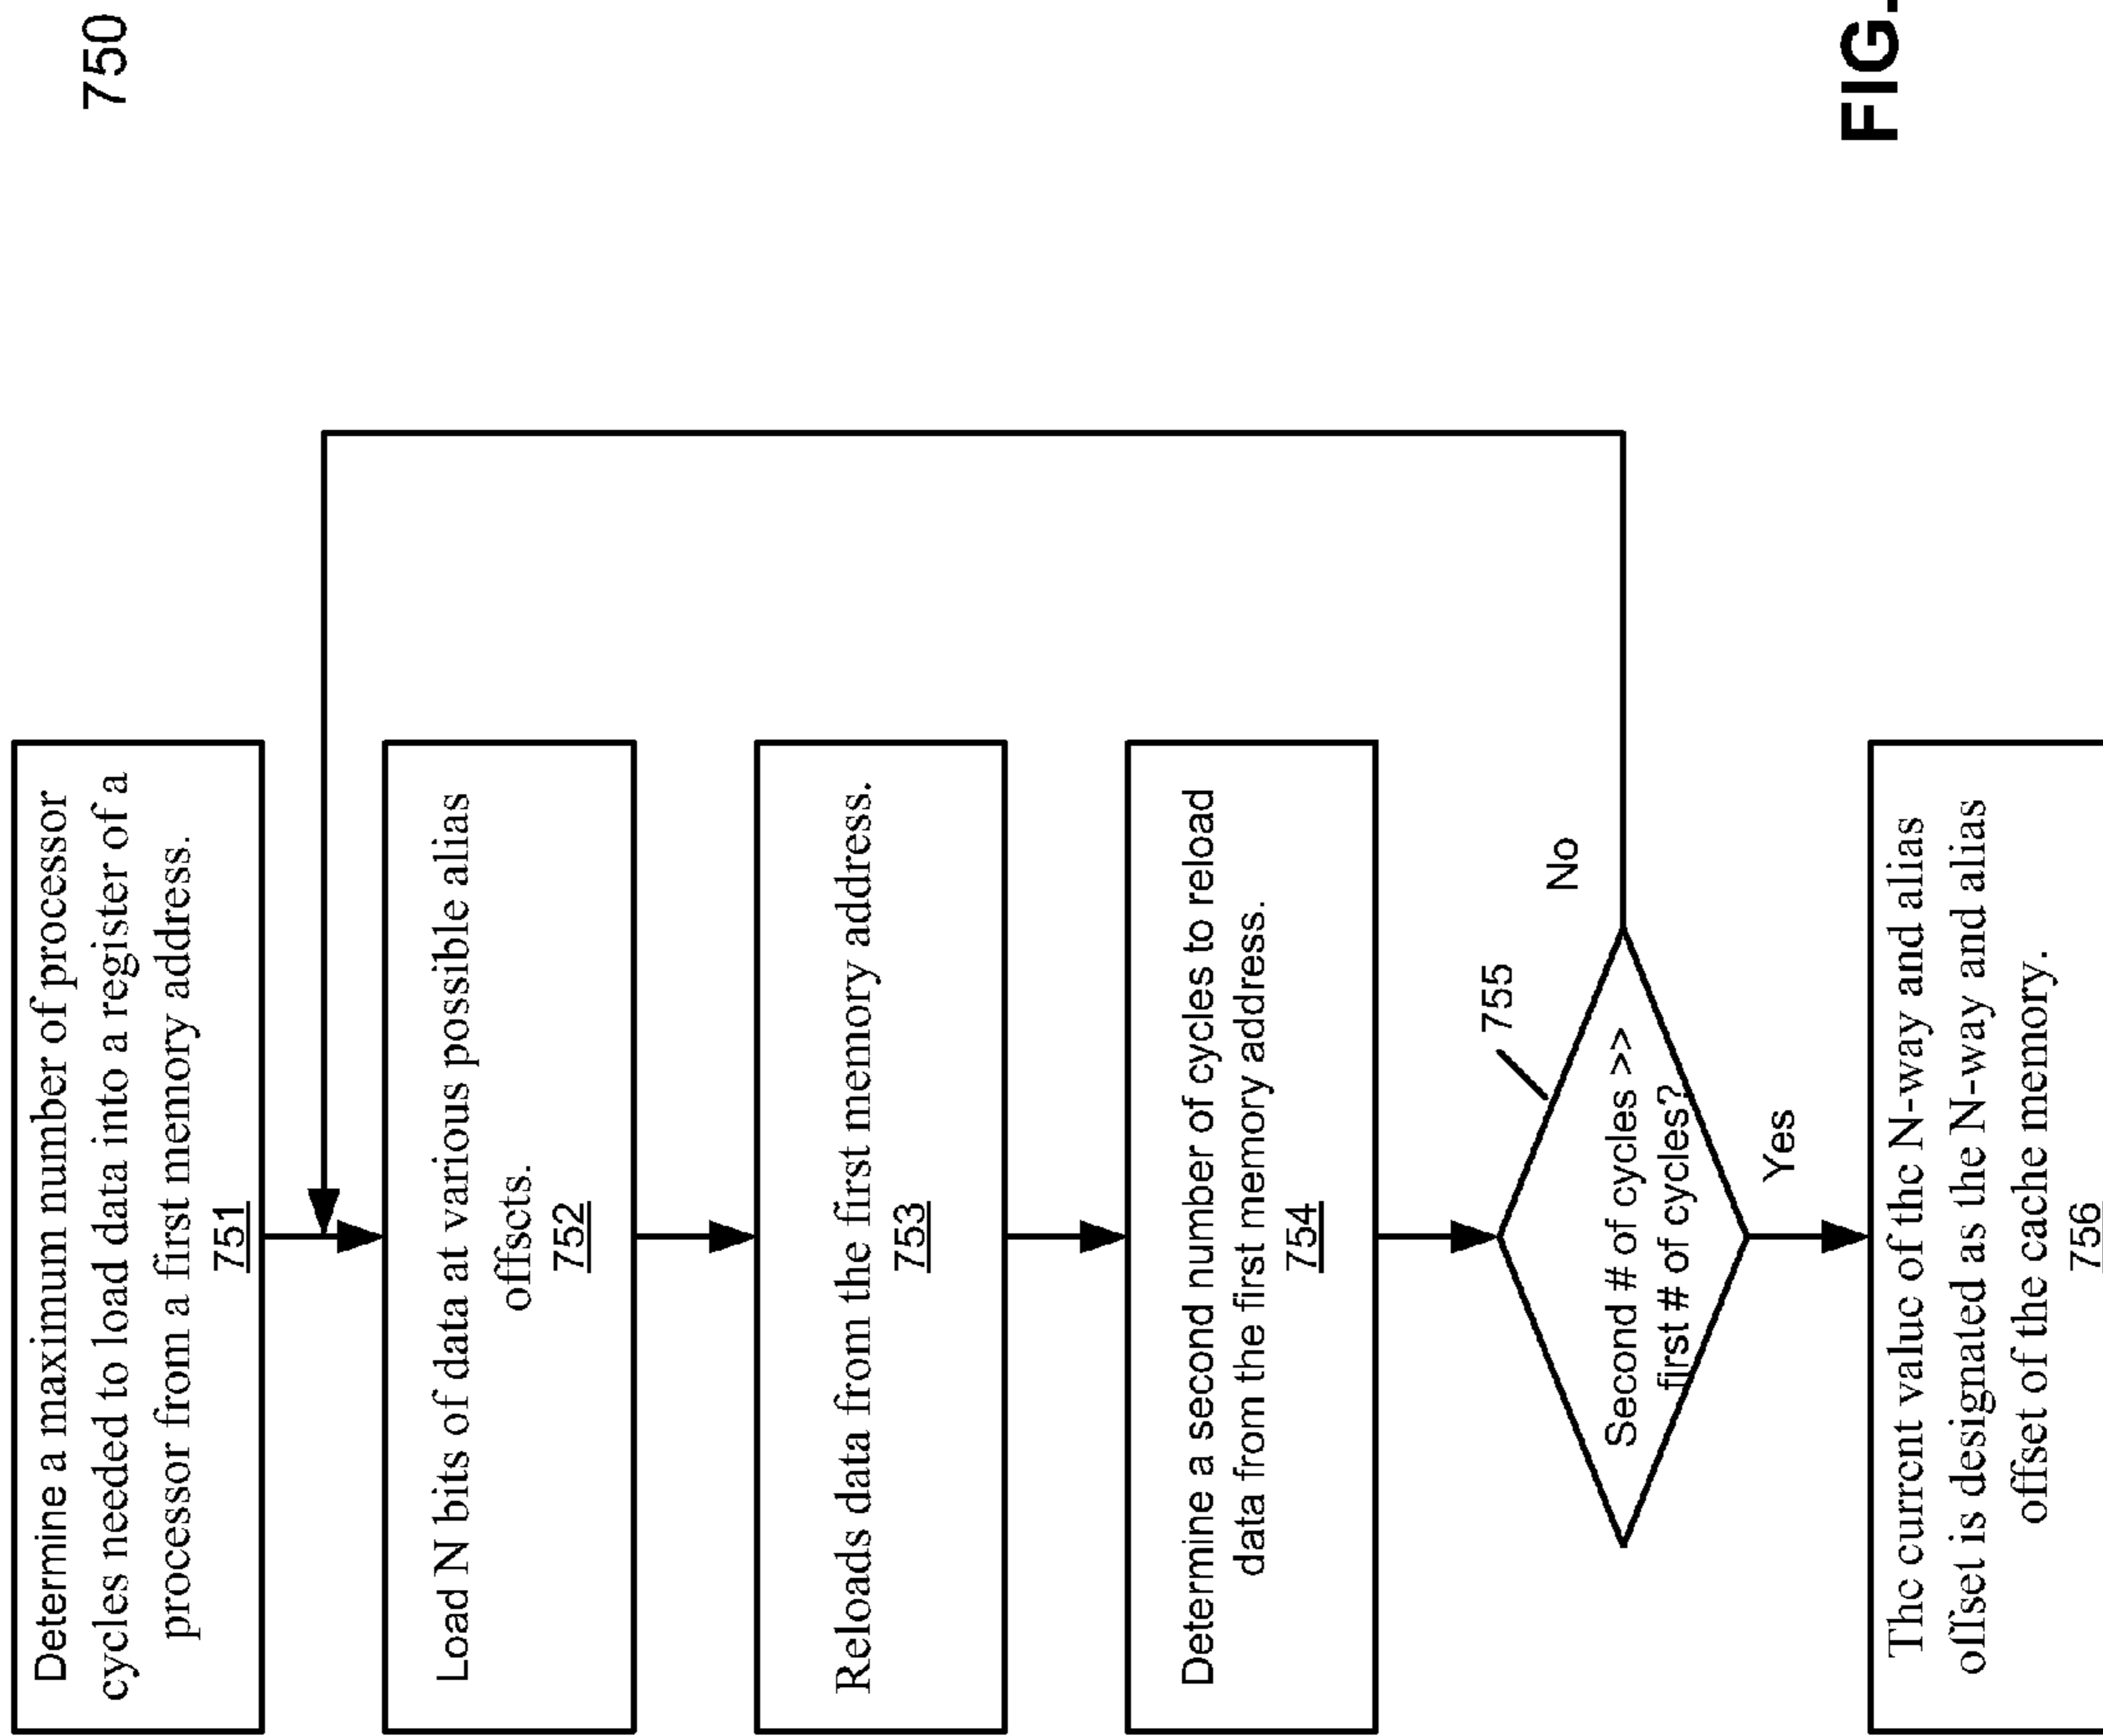 750
Determine a maximum number of processor
cycles needed to load data into a register of a
processor from a first memory address.
751
Load N bits of data at various possible alias
offsets.
752
Reloads data from the first memory address.
753
Determine a second number of cycles to reload
data from the first memory address.
754
755
Second # of cycles >>
first # of cycles?
No
Yes
The current value of the N-way and alias
offset is designated as the N-way and alias
offset of the cache memory.
756
FIG.